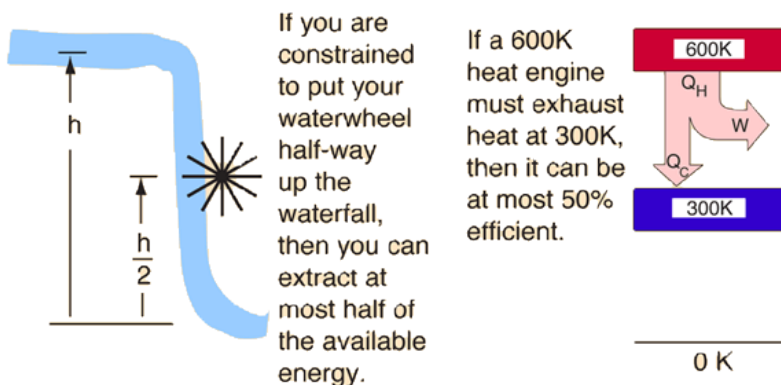 If you are
constrained
to put your
waterwheel
half-way
up the
waterfall,
then you can
extract at
most half of
the available
energy.
h
h
2
If a 600K
heat engine
must exhaust
heat at 300K,
then it can be
at most 50%
efficient.
600K
QH
W
QC
300K
0 K